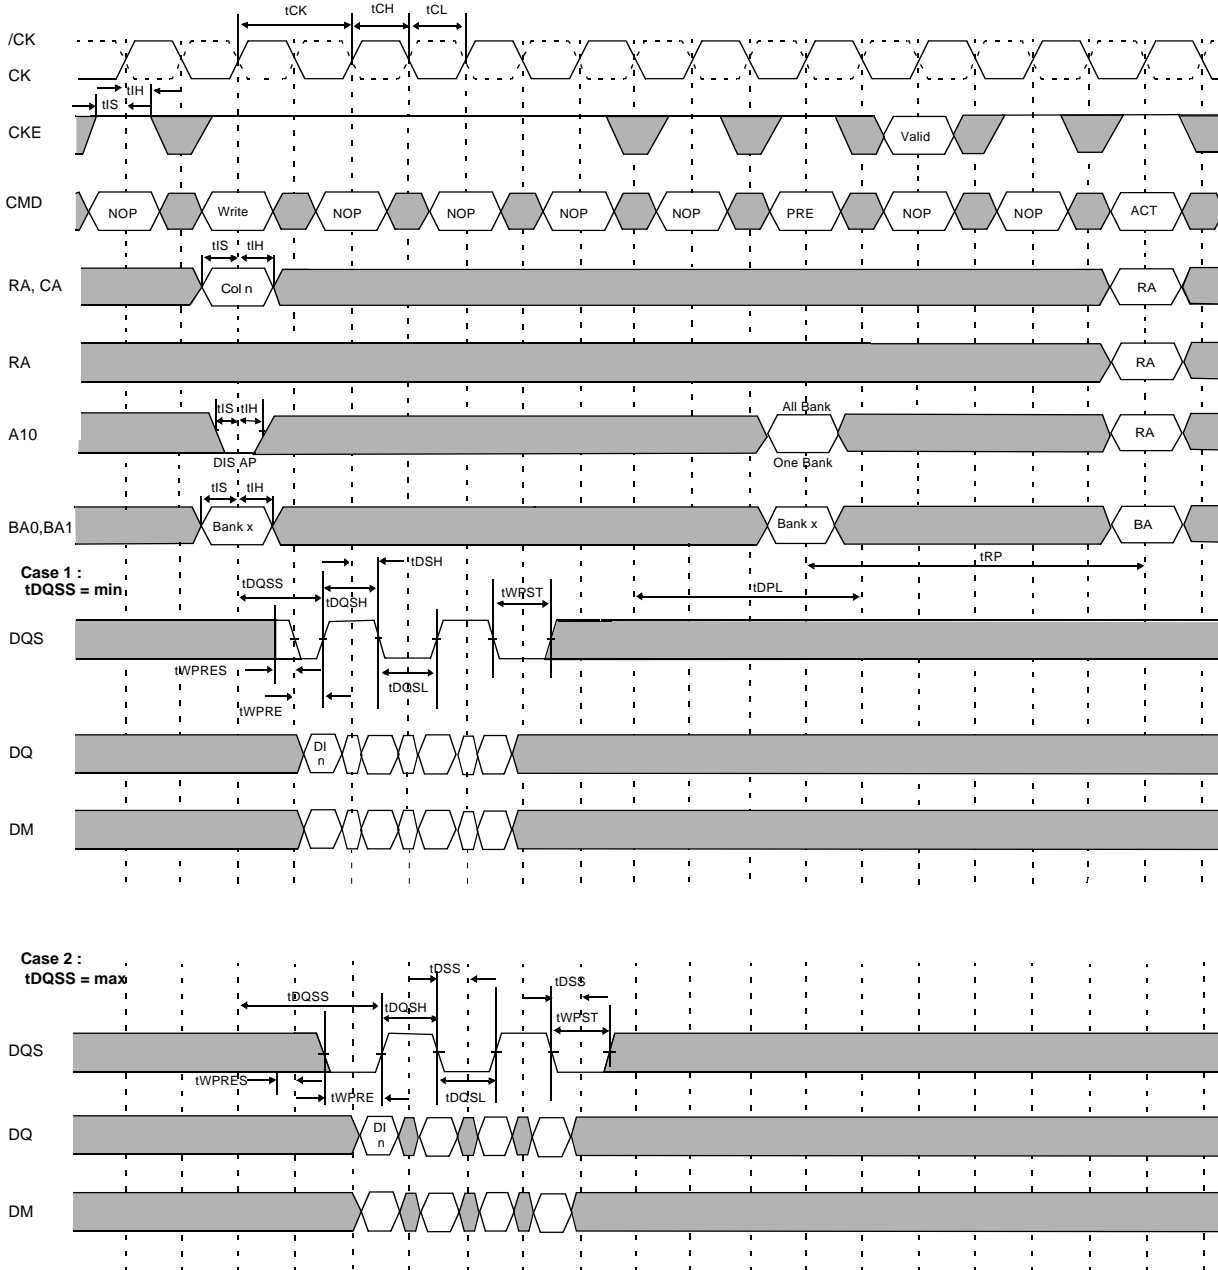 tCK tCH tCL
/CK
CK
tIH
tIS
CKE Valid
CMD NOP Write NOP NOP NOP NOP PRE NOP NOP ACT
tIS tIH
RA, CA Col n RA
RA RA
tIS tIH All Bank
A10 RA
DIS AP One Bank
tIS tIH
BA0,BA1 Bank x Bank x BA
tDSH tRP
Case 1 :
tDQSS = min tDQSS tDQSH tWPST tDPL
DQS
tWPRES tDQSL
tWPRE
DQ DI
n
DM
Case 2 :
tDQSS = max tDSS tDSS
tDQSS tDQSH tWPST
DQS
tWPRES tWPRE tDQSL
DQ DI
n
DM